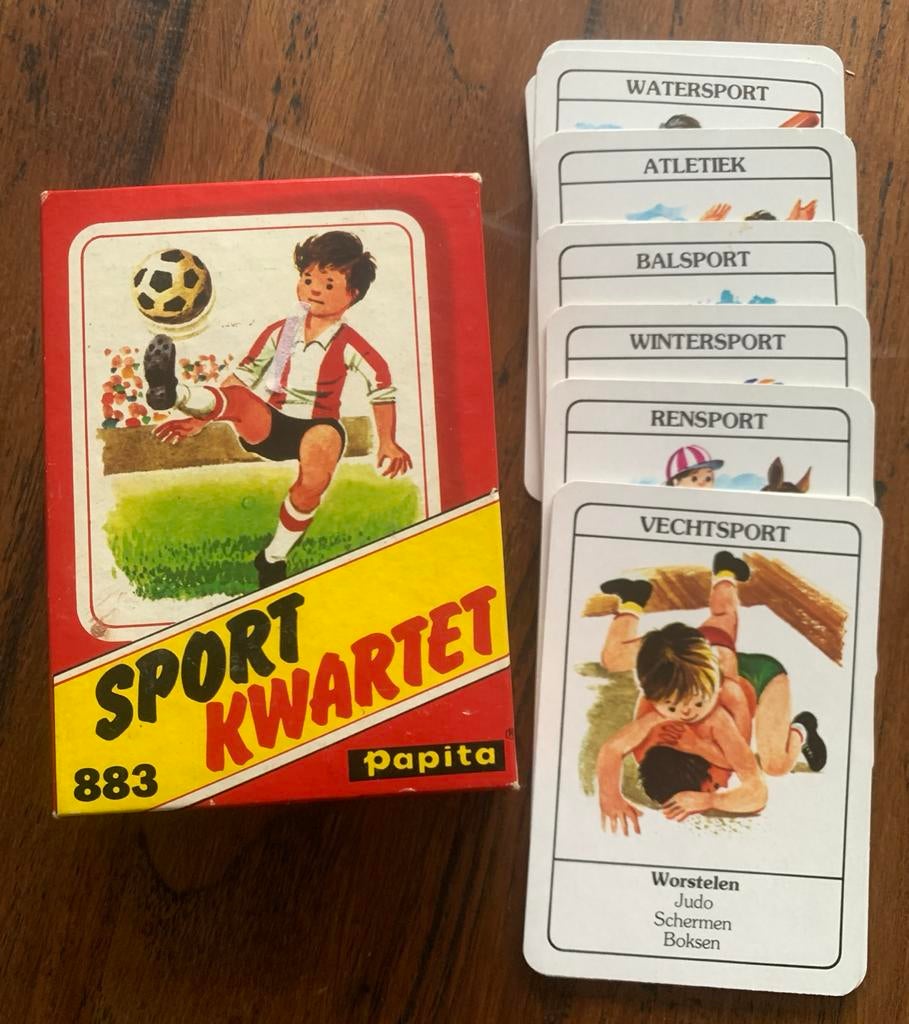 SPORT
KWARTET
883
papita
WATERSPORT
ATLETIEK
BALSPORT
WINTERSPORT
RENSPORT
VECHTSPORT
Worstelen
Judo
Schermen
Boksen